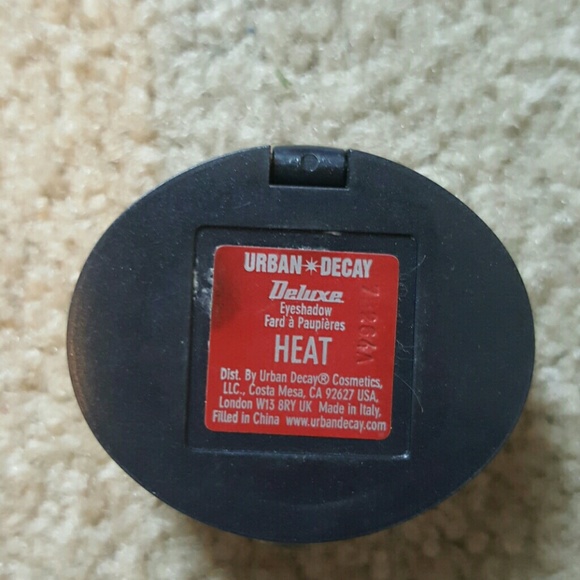 URBAN✴DECAY
Deluxe
Eyeshadow
Fard à Paupières
HEAT
Dist. By Urban Decay® Cosmetics,
LLC., Costa Mesa, CA 92627 USA,
London W13 8RY UK Made in Italy,
Filled in China www.urbandecay.com